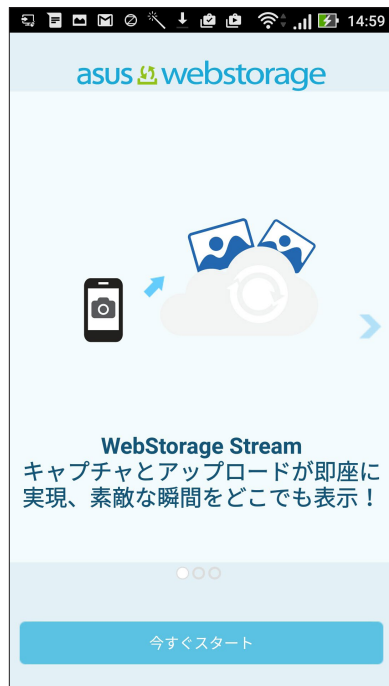 14:59
asus webstorage
WebStorage Stream
キャプチャとアップロードが即座に
実現、素敵な瞬間をどこでも表示！
今すぐスタート